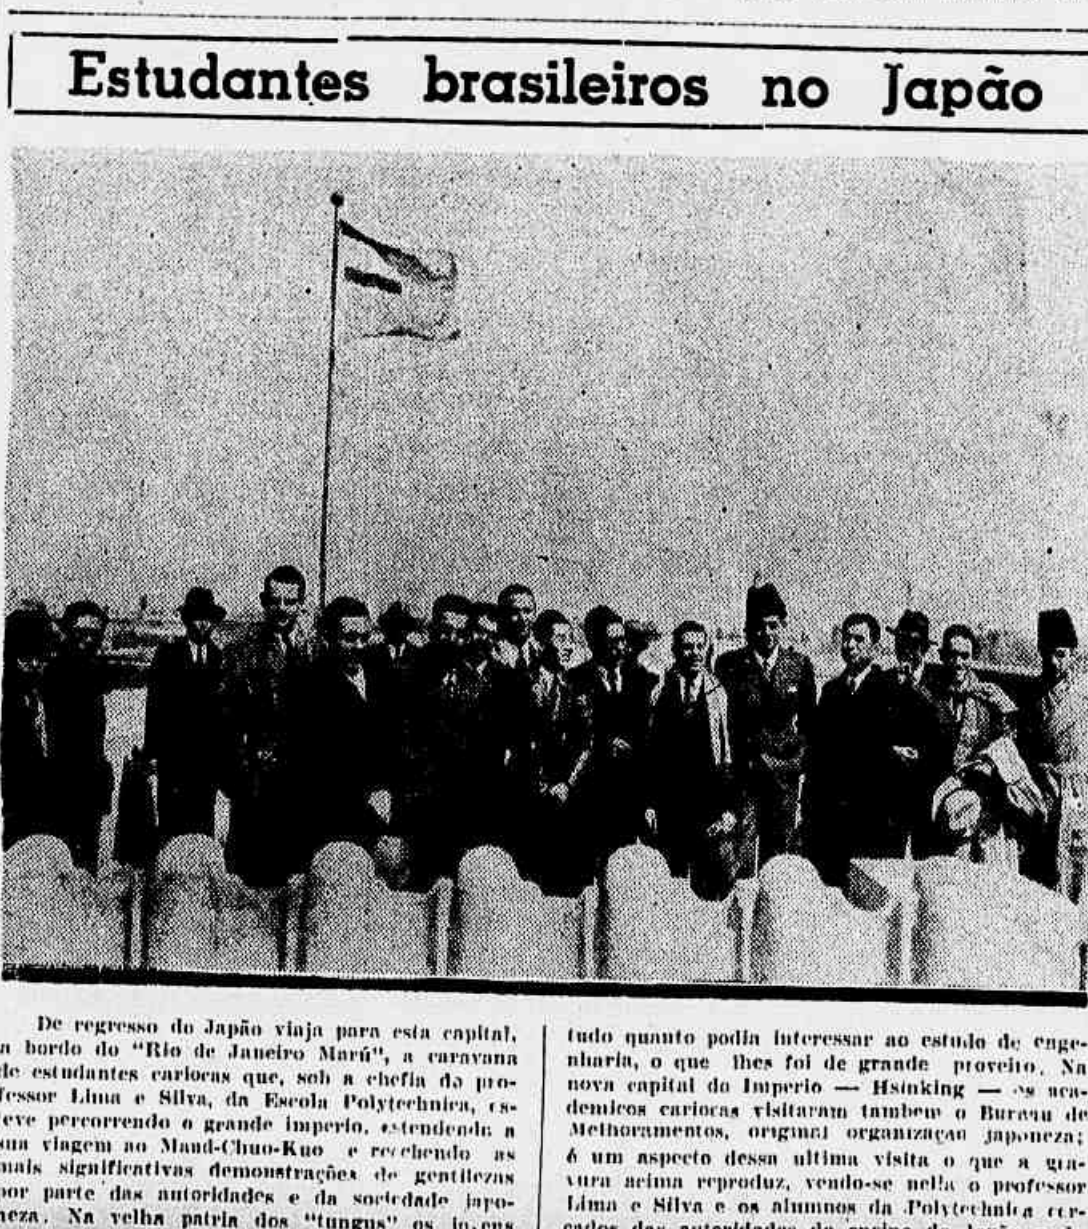 Estudantes brasileiros no Japão
De regresso do Japão viaja para esta capital,
a bordo do "Rio de Janeiro Marú", a caravana
de estudantes cariocas que, sob a chefia do pro-
fessor Lima e Silva, da Escola Polytechnica, es-
teve percorrendo o grande imperio, estendendo a
sua viagem ao Mand-Chuo-Kuo e recebendo as
mais significativas demonstrações de gentilezas
por parte das autoridades e da sociedade japo-
neza. Na velha patria dos "tungus" os jovens
tudo quanto podia interessar ao estudo de enge-
nharia, o que lhes foi de grande proveito. Na
nova capital do Imperio — Hsinking — os aca-
demicos cariocas visitaram tambem o Bureau de
Melhoramentos, original organização japoneza;
é um aspecto dessa ultima visita o que a gra-
vura acima reproduz, vendo-se nella o professor
Lima e Silva e os alumnos da Polytechnica cer-
cados das autoridades